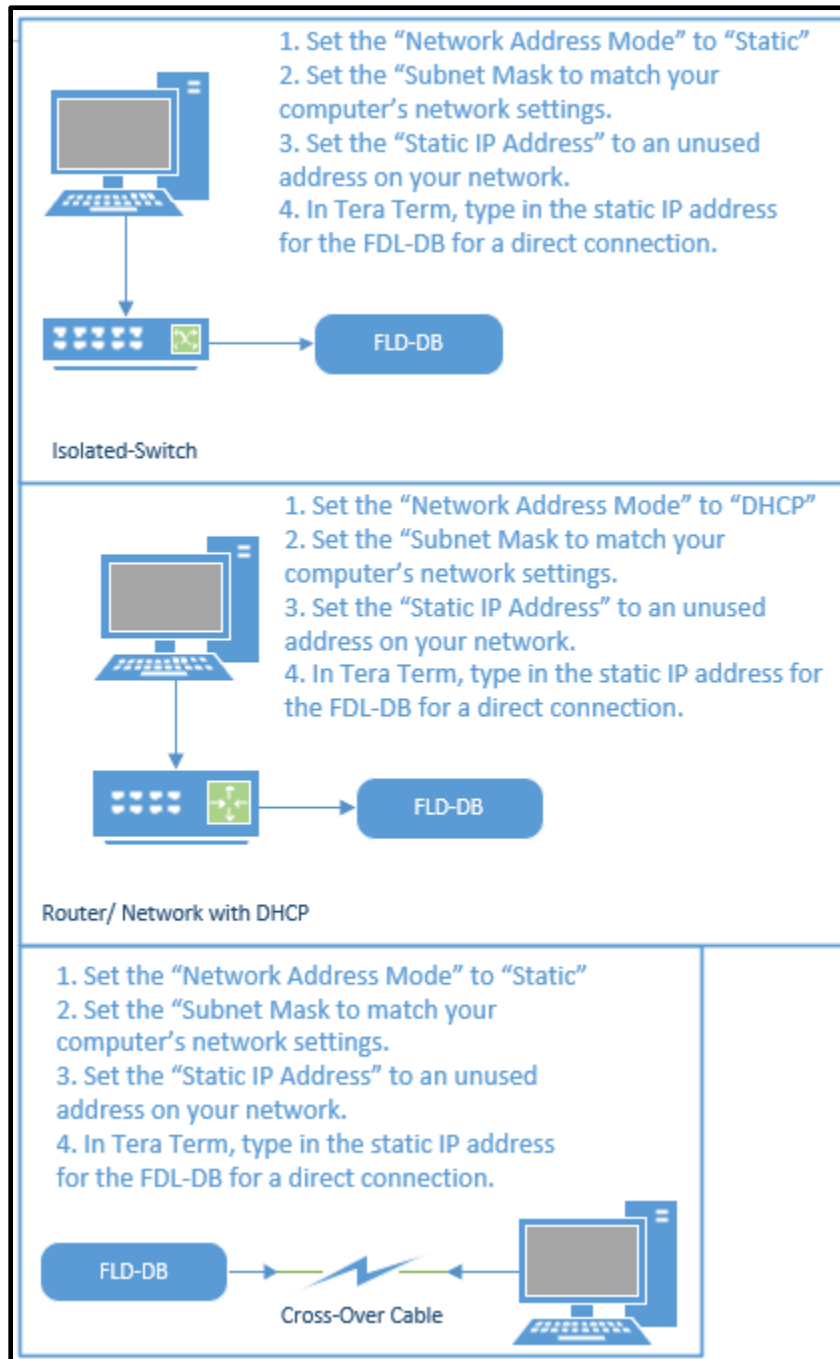 1. Set the “Network Address Mode” to “Static”
2. Set the “Subnet Mask to match your
computer’s network settings.
3. Set the “Static IP Address” to an unused
address on your network.
4. In Tera Term, type in the static IP address
for the FDL-DB for a direct connection.
FLD-DB
Isolated-Switch
1. Set the “Network Address Mode” to “DHCP”
2. Set the “Subnet Mask to match your
computer’s network settings.
3. Set the “Static IP Address” to an unused
address on your network.
4. In Tera Term, type in the static IP address for
the FDL-DB for a direct connection.
FLD-DB
Router/ Network with DHCP
1. Set the “Network Address Mode” to “Static”
2. Set the “Subnet Mask to match your
computer’s network settings.
3. Set the “Static IP Address” to an unused
address on your network.
4. In Tera Term, type in the static IP address
for the FDL-DB for a direct connection.
FLD-DB
Cross-Over Cable